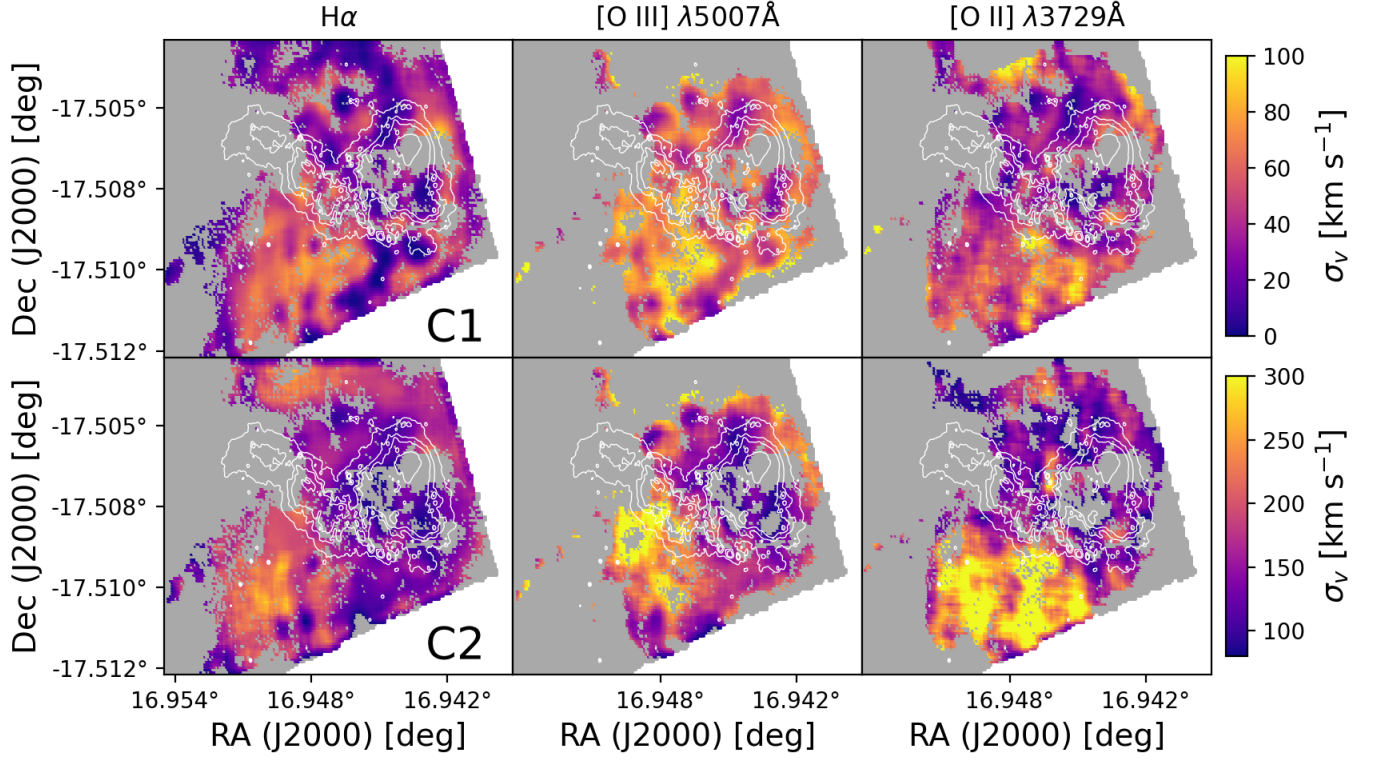 Hα [O III] λ5007Å [O II] λ3729Å
Dec (J2000) [deg]
-17.505°
-17.508°
-17.510°
-17.512°
C1
100
80
60
40
20
0
σv [km s⁻¹]
Dec (J2000) [deg]
-17.505°
-17.508°
-17.510°
-17.512°
C2
300
250
200
150
100
σv [km s⁻¹]
16.954° 16.948° 16.942° 16.948° 16.942° 16.948° 16.942°
RA (J2000) [deg] RA (J2000) [deg] RA (J2000) [deg]